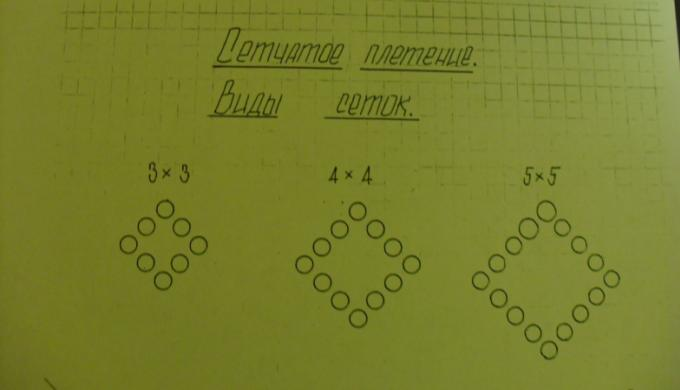 Сетчатое плетение.
Виды сеток.
3×3 4×4 5×5